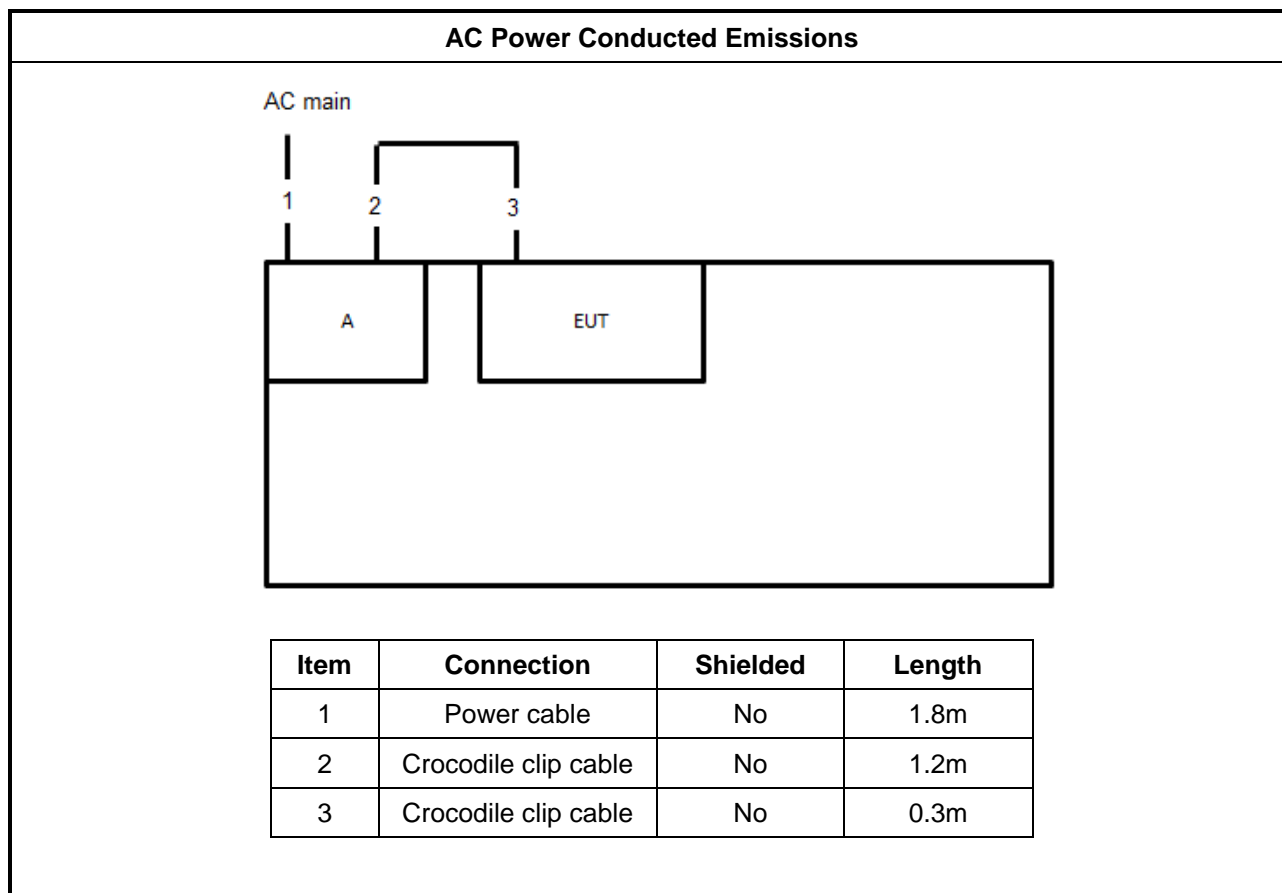 AC Power Conducted Emissions
AC main
1 2 3
A EUT
Item Connection Shielded Length
1 Power cable No 1.8m
2 Crocodile clip cable No 1.2m
3 Crocodile clip cable No 0.3m